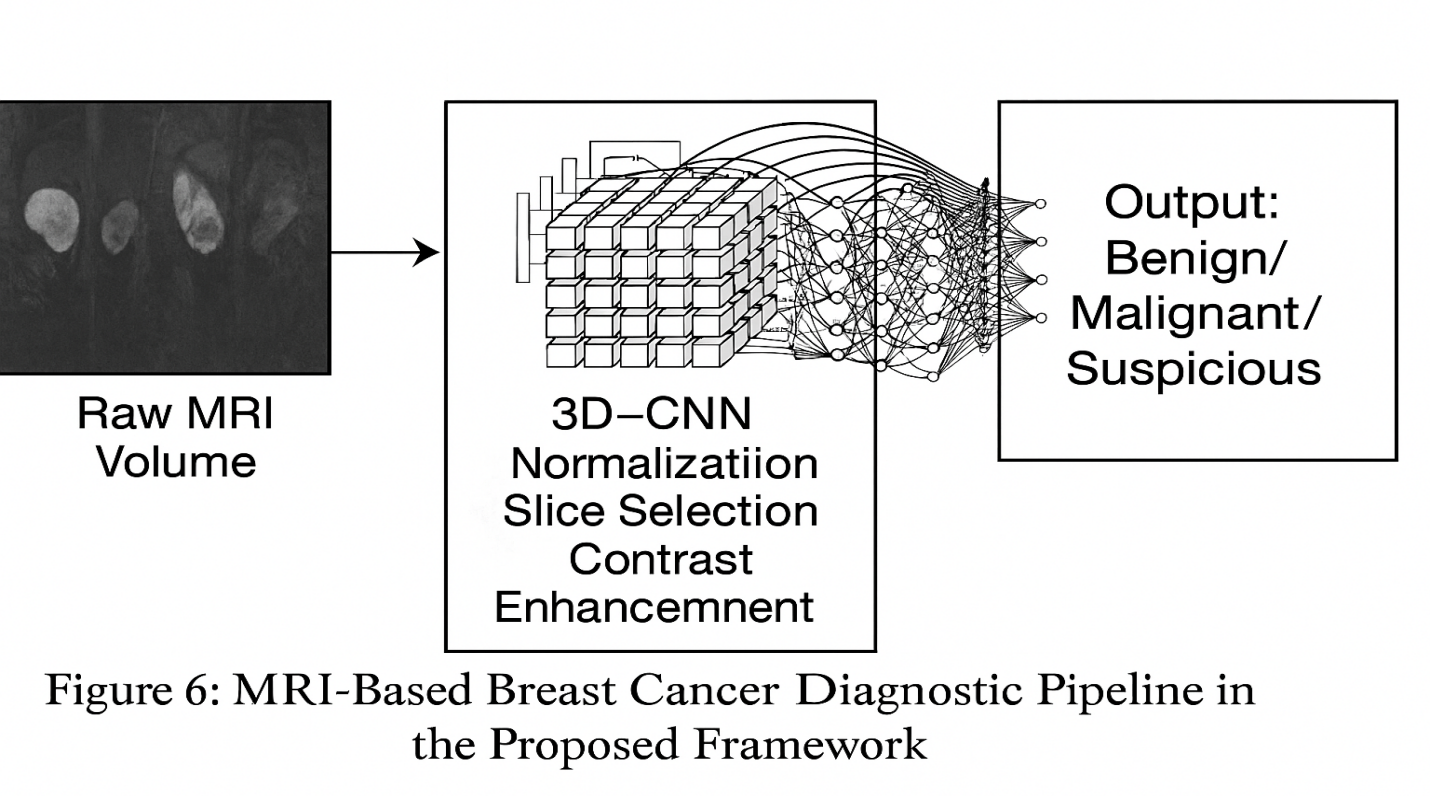 Raw MRI
Volume
3D–CNN
Normalizatiion
Slice Selection
Contrast
Enhancemnent
Output:
Benign/
Malignant/
Suspicious
Figure 6: MRI-Based Breast Cancer Diagnostic Pipeline in
the Proposed Framework